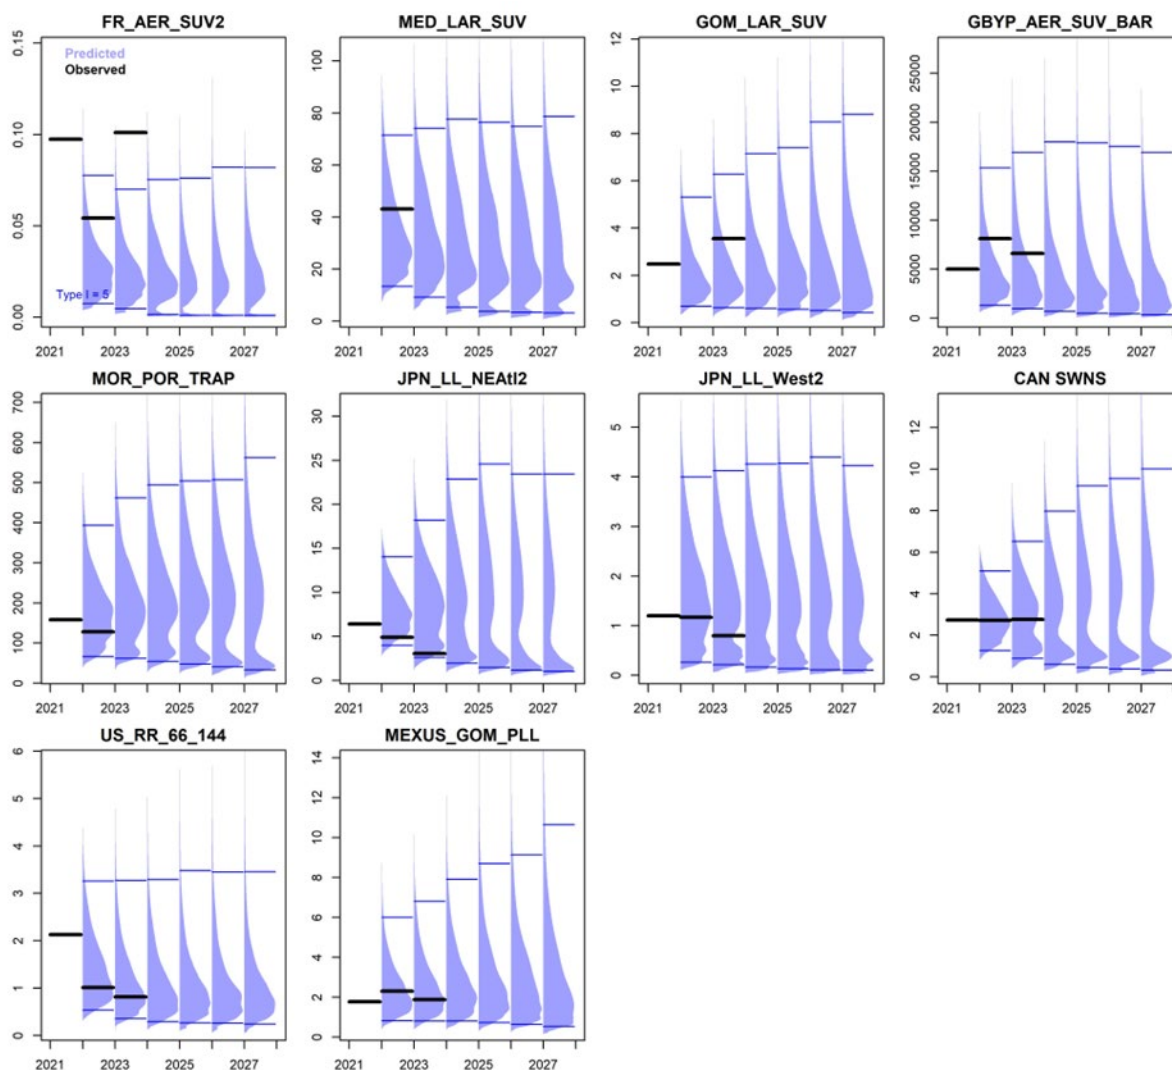 FR_AER_SUV2
0.15
0.10
0.05
0.00
Predicted
Observed
Type I = 5
2021 2023 2025 2027
MED_LAR_SUV
100
80
60
40
20
0
2021 2023 2025 2027
GOM_LAR_SUV
12
10
8
6
4
2
0
2021 2023 2025 2027
GBYP_AER_SUV_BAR
25000
20000
15000
10000
5000
0
2021 2023 2025 2027
MOR_POR_TRAP
700
600
500
400
300
200
100
0
2021 2023 2025 2027
JPN_LL_NEAtl2
30
25
20
15
10
5
0
2021 2023 2025 2027
JPN_LL_West2
5
4
3
2
1
0
2021 2023 2025 2027
CAN SWNS
12
10
8
6
4
2
0
2021 2023 2025 2027
US_RR_66_144
6
5
4
3
2
1
0
2021 2023 2025 2027
MEXUS_GOM_PLL
14
12
10
8
6
4
2
0
2021 2023 2025 2027